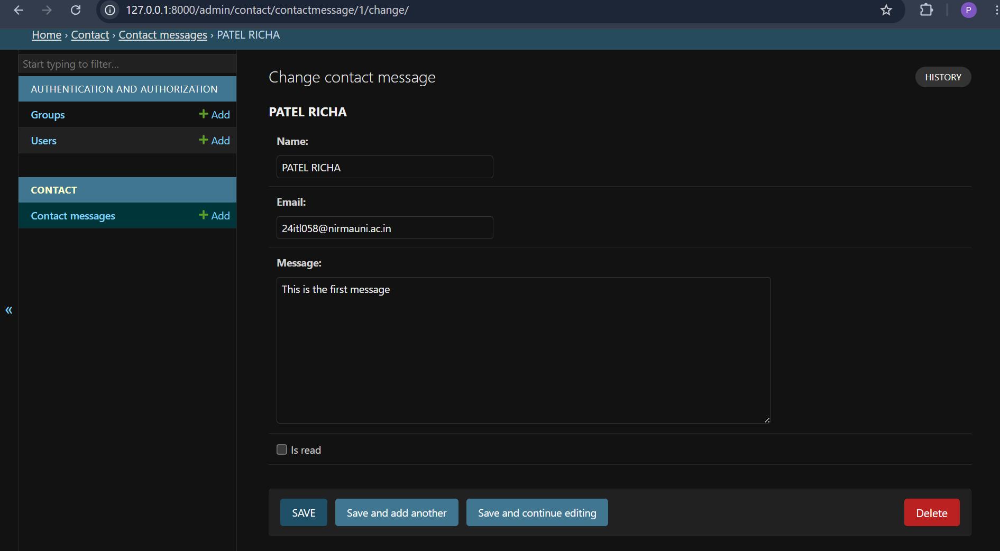 127.0.0.1:8000/admin/contact/contactmessage/1/change/
P
Home › Contact › Contact messages › PATEL RICHA
Start typing to filter...
AUTHENTICATION AND AUTHORIZATION
Groups + Add
Users + Add
CONTACT
Contact messages + Add
«
Change contact message
HISTORY
PATEL RICHA
Name:
PATEL RICHA
Email:
24itl058@nirmauni.ac.in
Message:
This is the first message
Is read
SAVE Save and add another Save and continue editing Delete